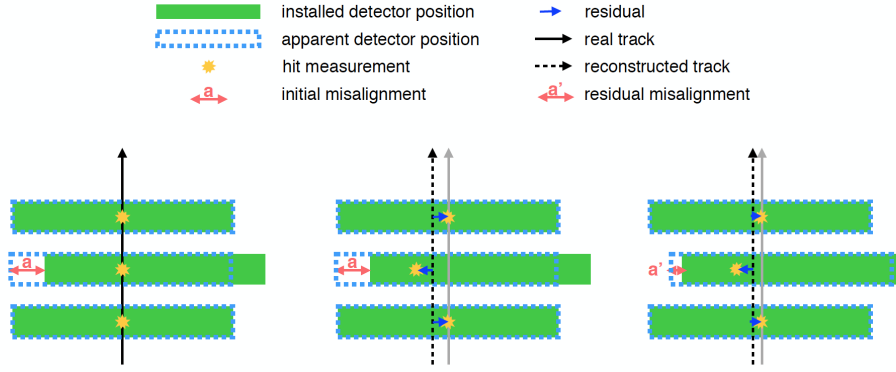 installed detector position
residual
apparent detector position
real track
hit measurement
reconstructed track
a
initial misalignment
a'
residual misalignment
a
a
a'